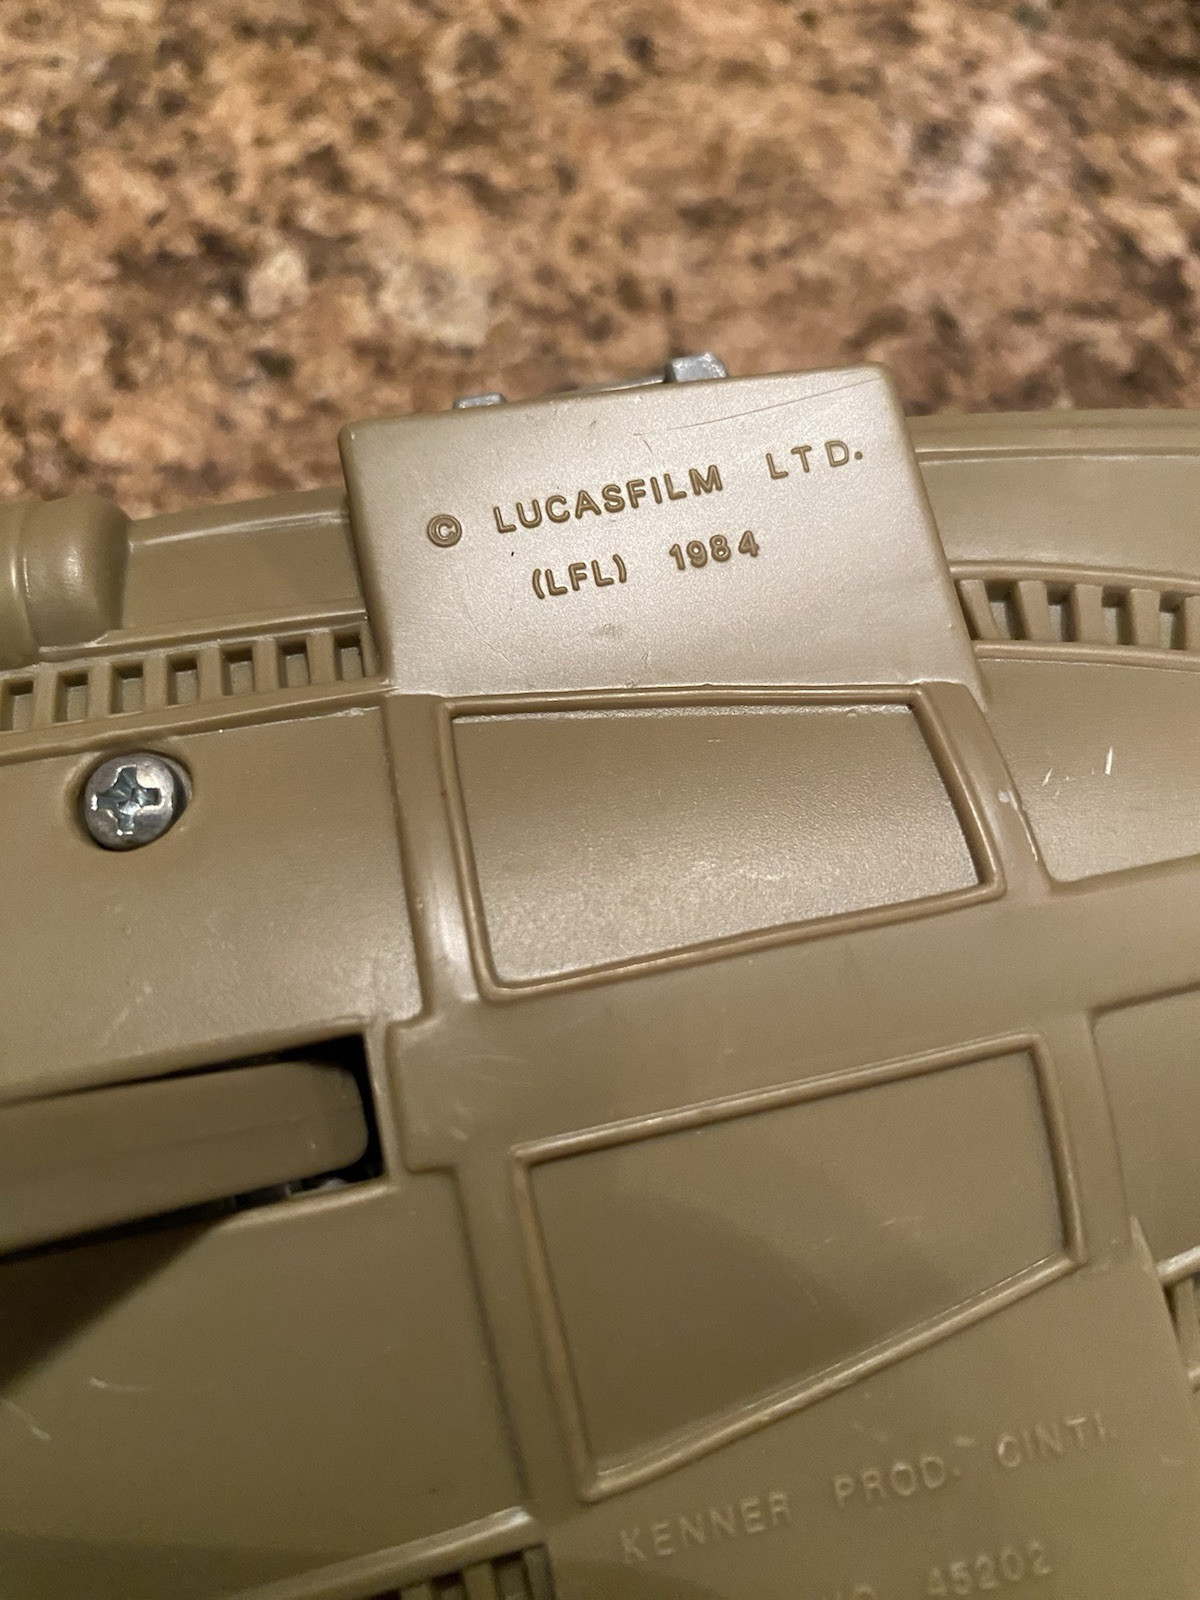 © LUCASFILM LTD.
(LFL) 1984
KENNER PROD. CINTI.
45202